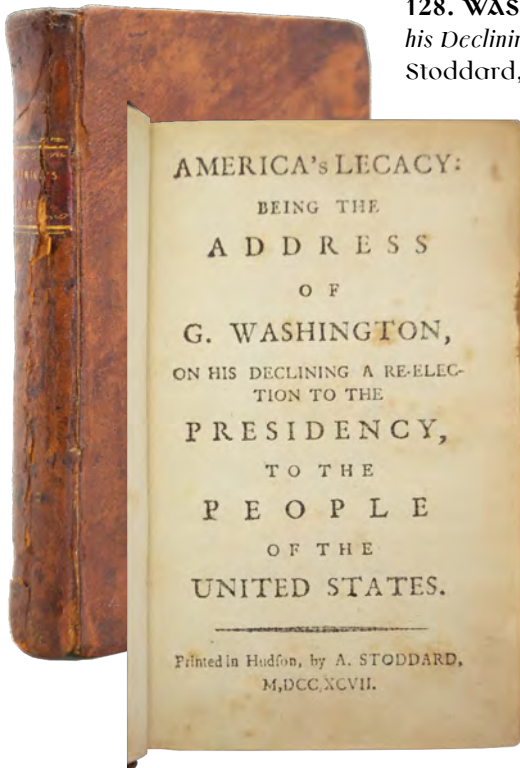 128. WAS
his Declinin
Stoddard,
AMERICA's LEGACY:
BEING THE
ADDRESS
OF
G. WASHINGTON,
ON HIS DECLINING A RE-ELEC-
TION TO THE
PRESIDENCY,
TO THE
PEOPLE
OF THE
UNITED STATES.
Printed in Hudſon, by A. STODDARD,
M,DCC,XCVII.